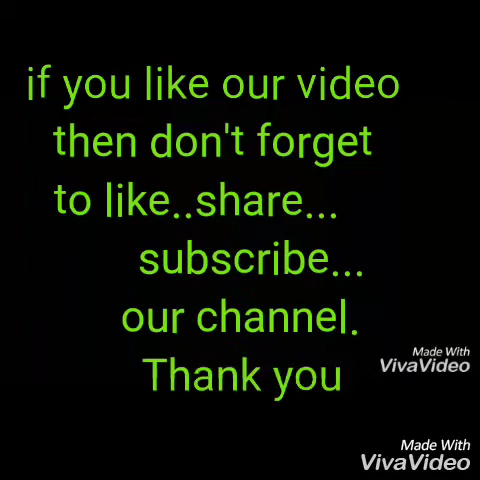 if you like our video
then don't forget
to like..share...
subscribe...
our channel.
Thank you
Made With
VivaVideo
Made With
VivaVideo